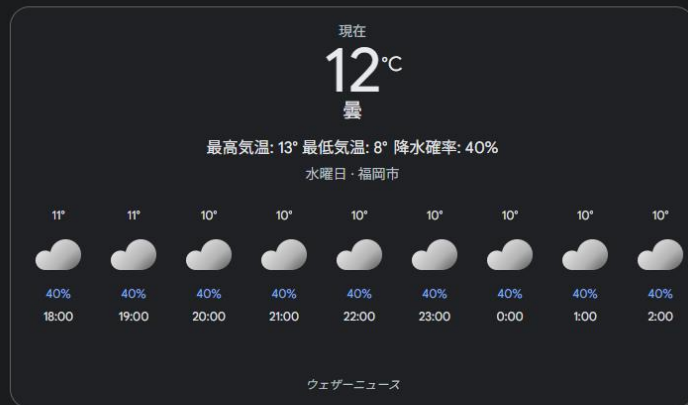 現在
12°C
曇
最高気温: 13° 最低気温: 8° 降水確率: 40%
水曜日 · 福岡市
11° 11° 10° 10° 10° 10° 10° 10° 10°
40% 40% 40% 40% 40% 40% 40% 40% 40%
18:00 19:00 20:00 21:00 22:00 23:00 0:00 1:00 2:00
ウェザーニュース